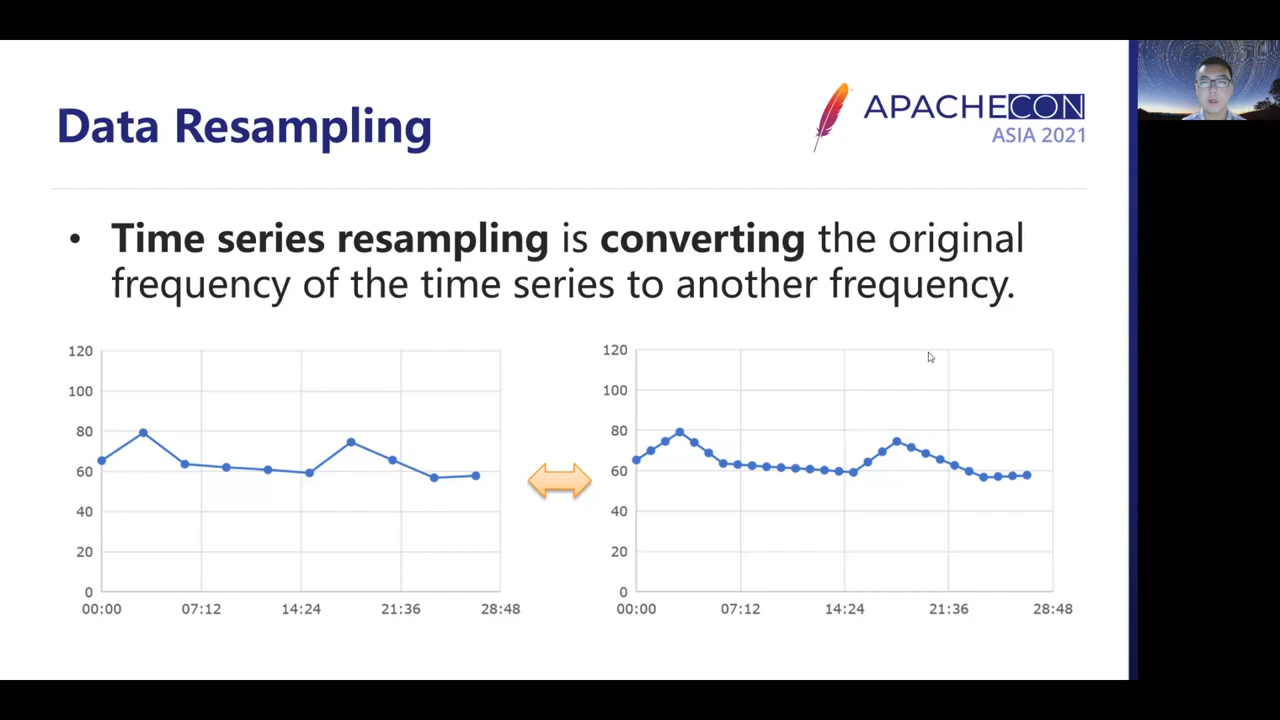 Data Resampling
APACHECON
ASIA 2021
• Time series resampling is converting the original
frequency of the time series to another frequency.
120
100
80
60
40
20
0
00:00 07:12 14:24 21:36 28:48
120
100
80
60
40
20
0
00:00 07:12 14:24 21:36 28:48